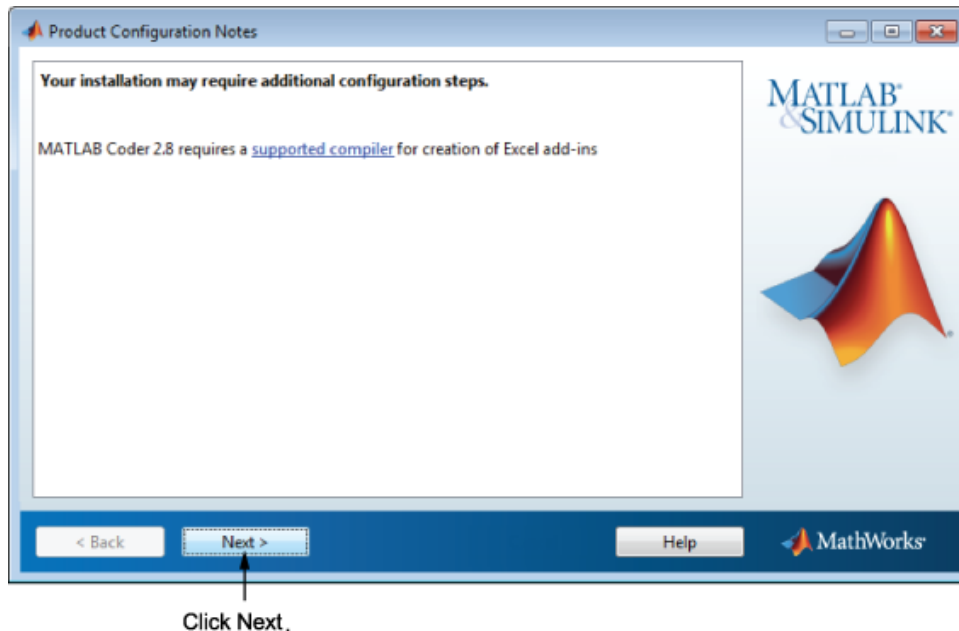 Product Configuration Notes
Your installation may require additional configuration steps.
MATLAB Coder 2.8 requires a supported compiler for creation of Excel add-ins
MATLAB®
&SIMULINK®
®
< Back
Next >
Help
MathWorks®
Click Next.